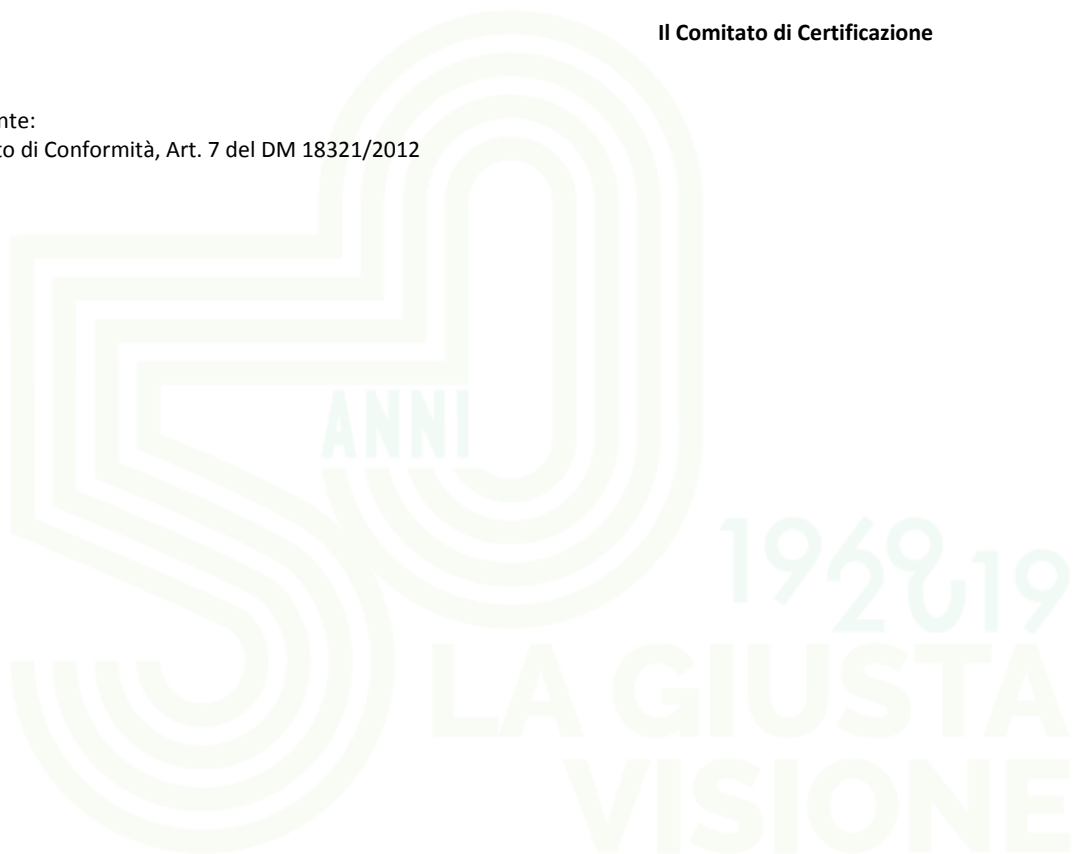 Il Comitato di Certificazione
nte:
to di Conformità, Art. 7 del DM 18321/2012
ANNI
1969
2019
LA GIUSTA
VISIONE